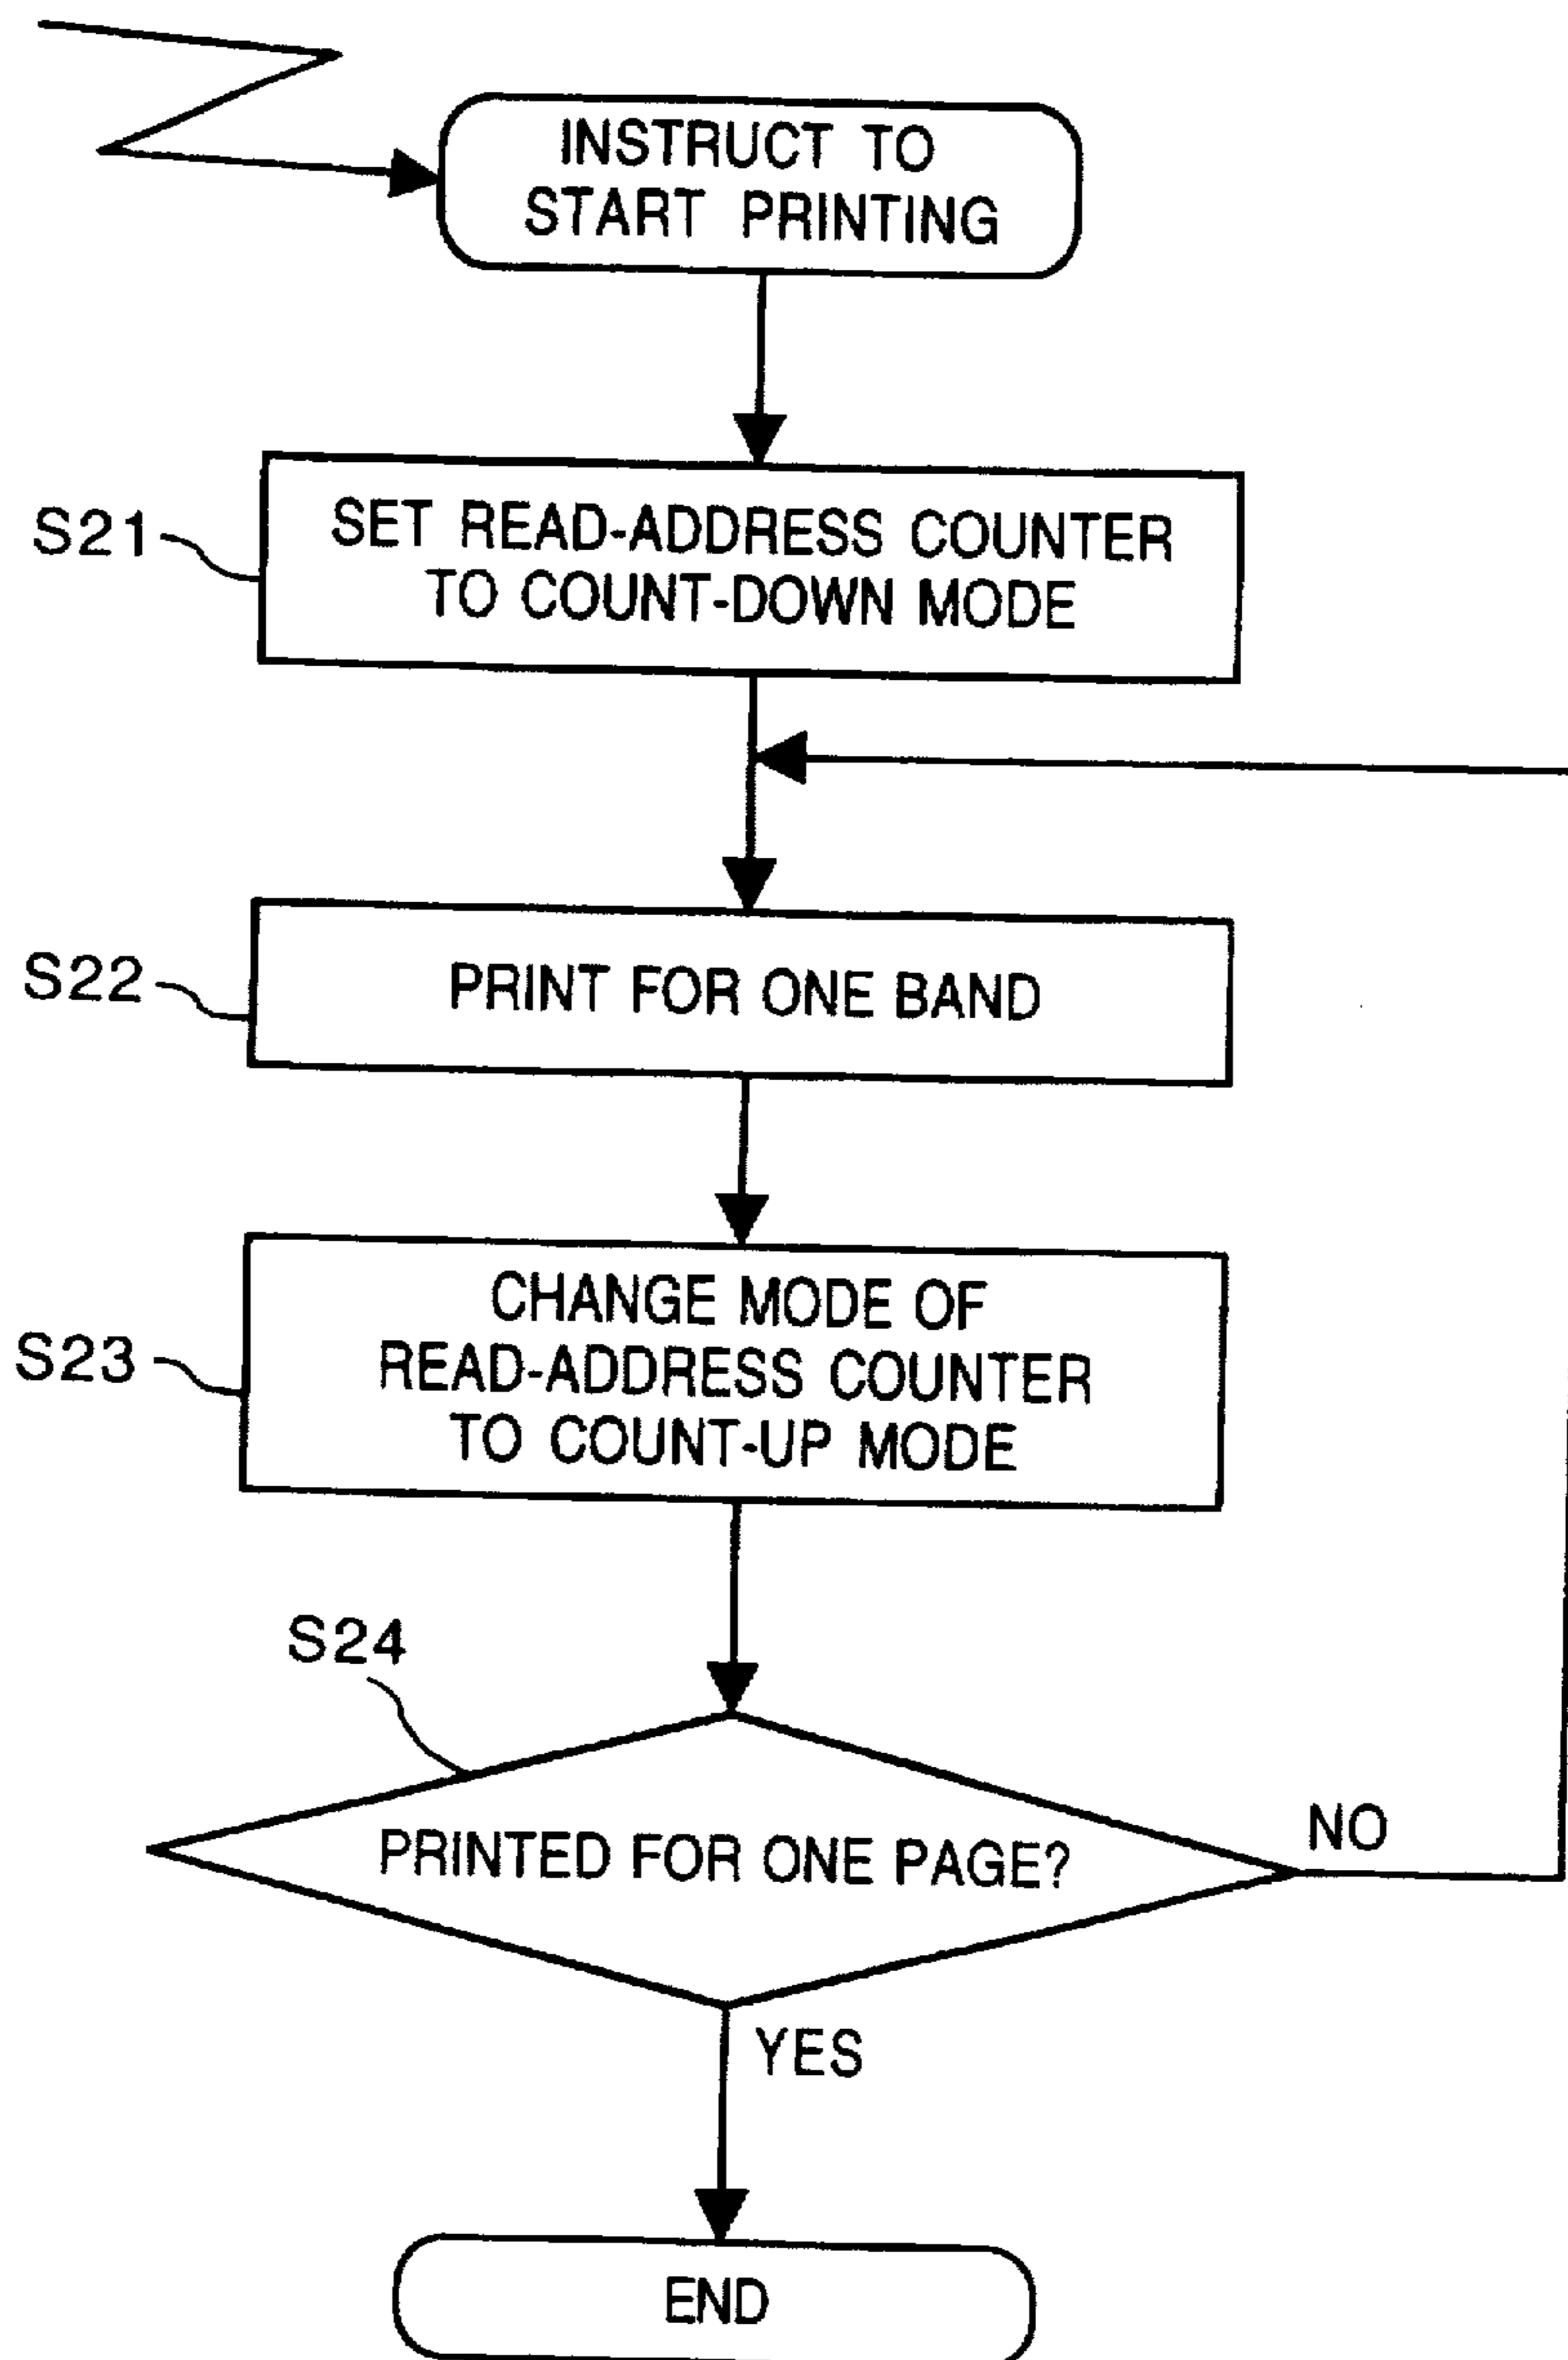 INSTRUCT TO
START PRINTING
S21
SET READ-ADDRESS COUNTER
TO COUNT-DOWN MODE
S22
PRINT FOR ONE BAND
S23
CHANGE MODE OF
READ-ADDRESS COUNTER
TO COUNT-UP MODE
S24
PRINTED FOR ONE PAGE?
NO
YES
END